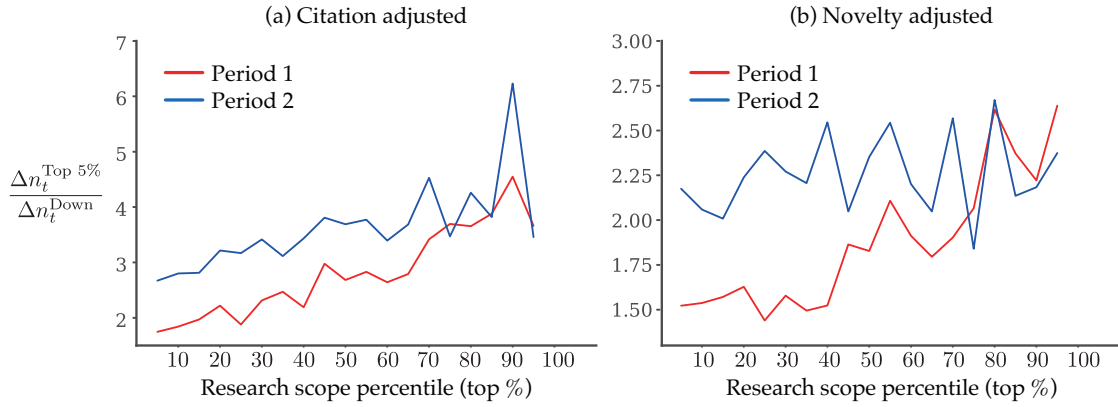 (a) Citation adjusted
7
6
5
4
3
2
Period 1
Period 2
Δn_t^Top 5%
Δn_t^Down
10 20 30 40 50 60 70 80 90 100
Research scope percentile (top %)
(b) Novelty adjusted
3.00
2.75
2.50
2.25
2.00
1.75
1.50
Period 1
Period 2
10 20 30 40 50 60 70 80 90 100
Research scope percentile (top %)